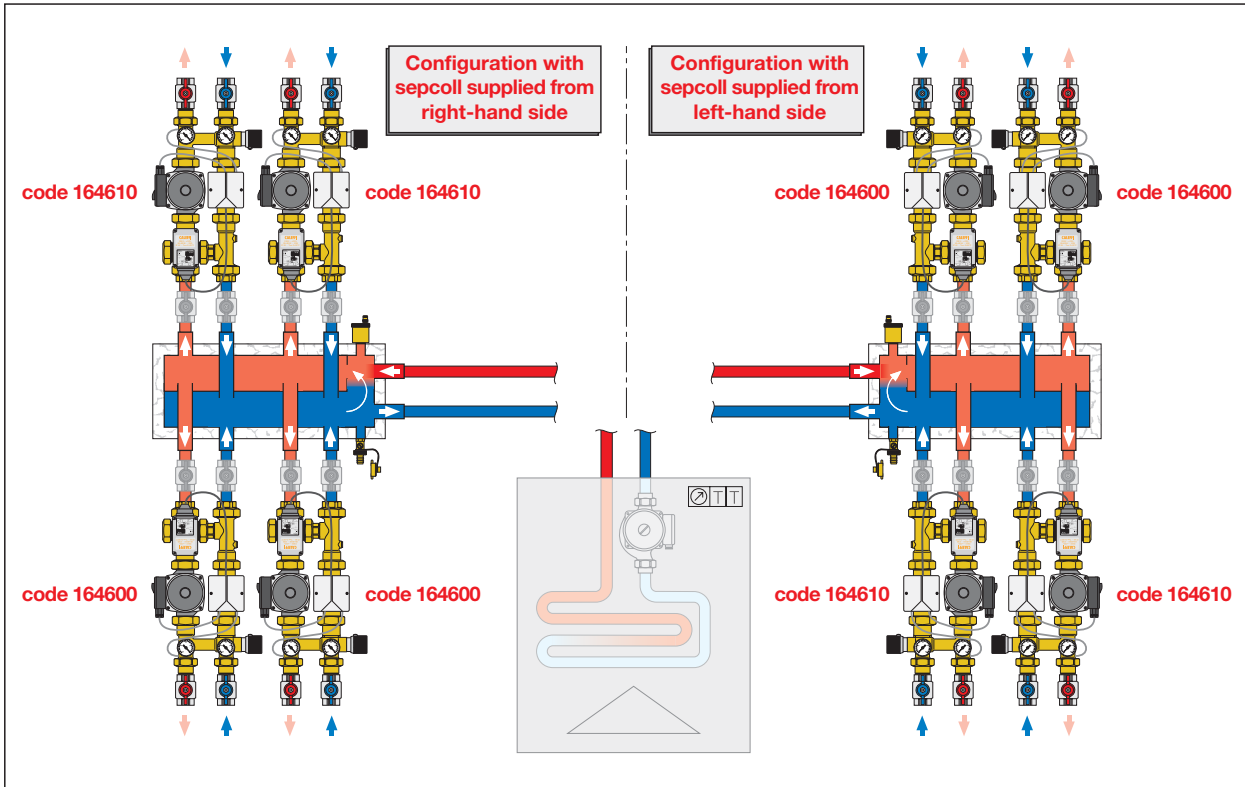 Configuration with
sepcoll supplied from
right-hand side
Configuration with
sepcoll supplied from
left-hand side
code 164610
code 164610
code 164600
code 164600
T T
code 164600
code 164600
code 164610
code 164610